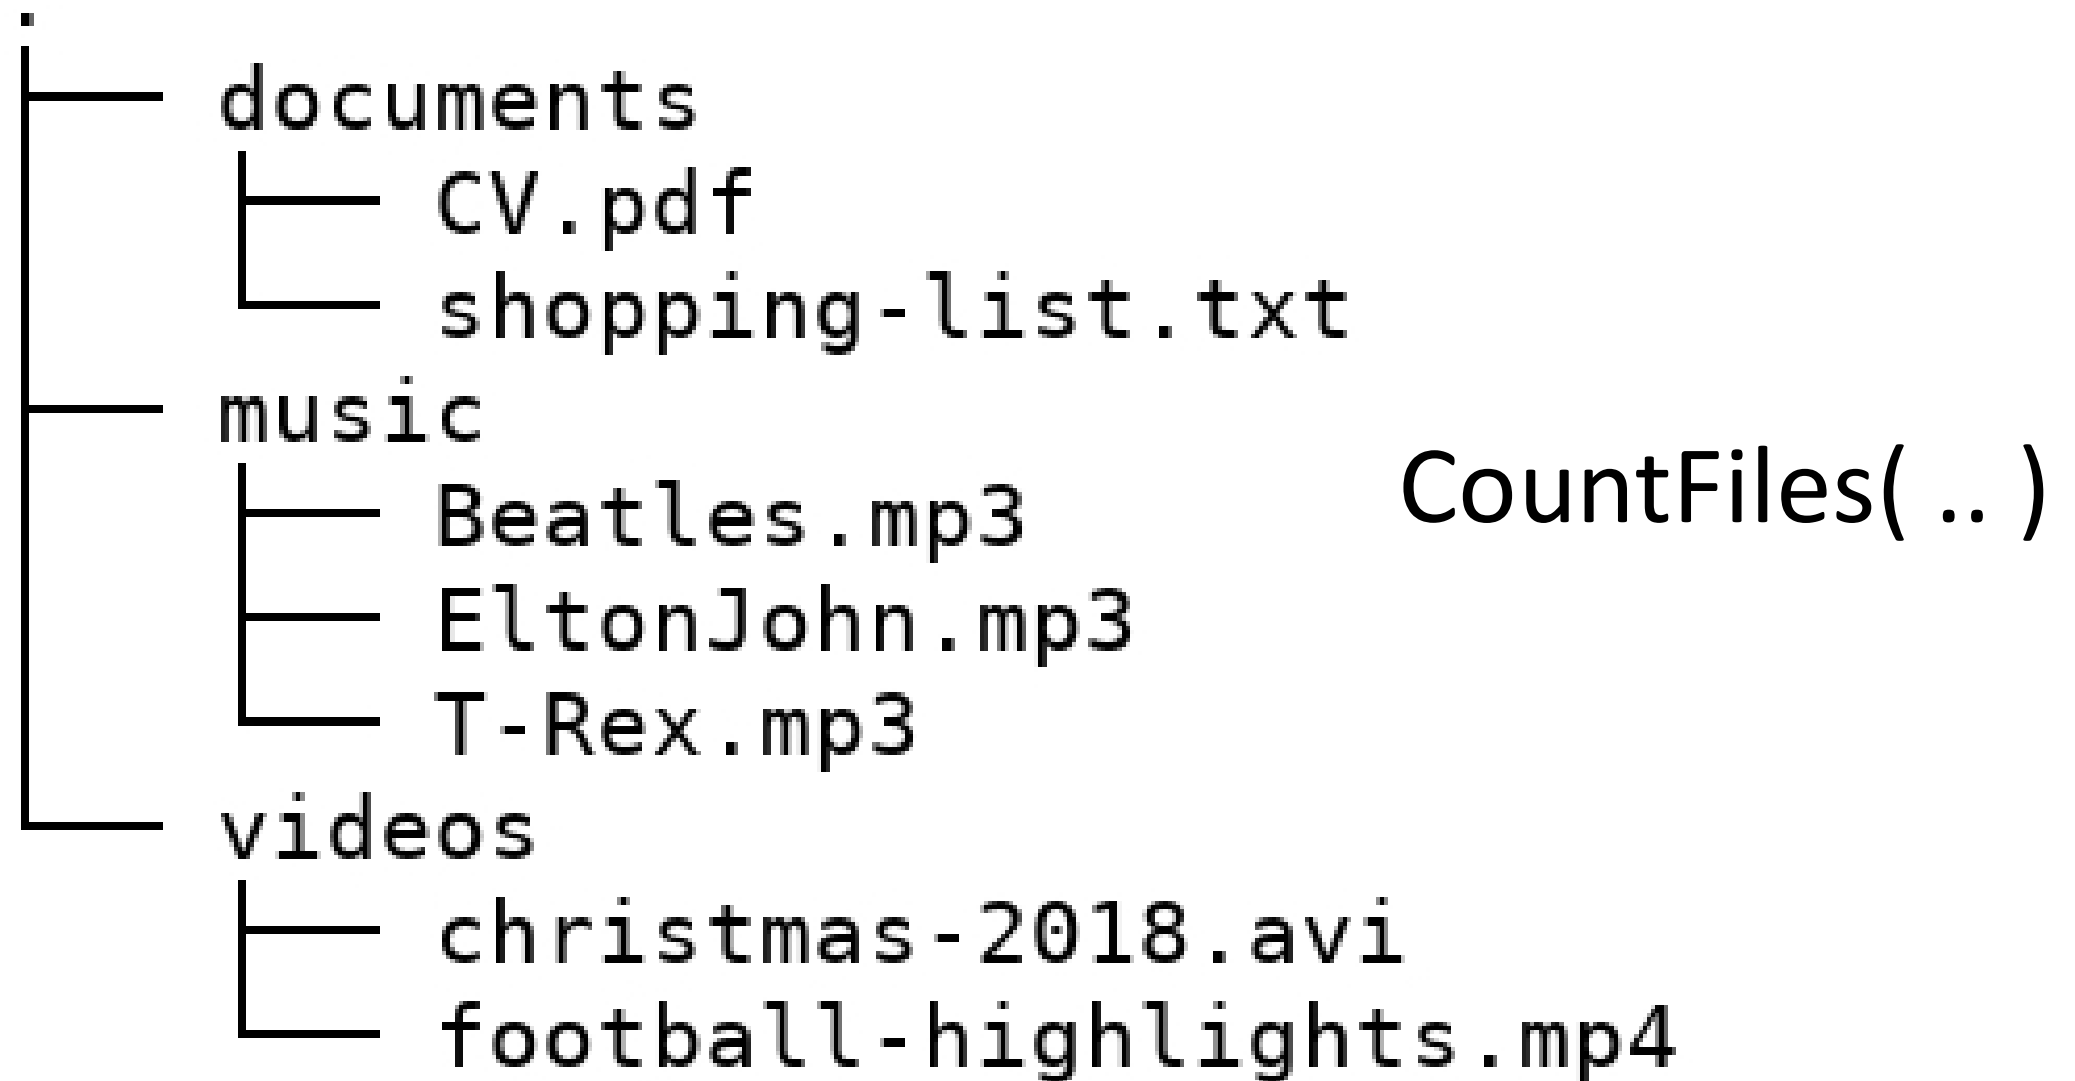 .
documents
CV.pdf
shopping-list.txt
music
Beatles.mp3
EltonJohn.mp3
T-Rex.mp3
videos
christmas-2018.avi
football-highlights.mp4
CountFiles( .. )